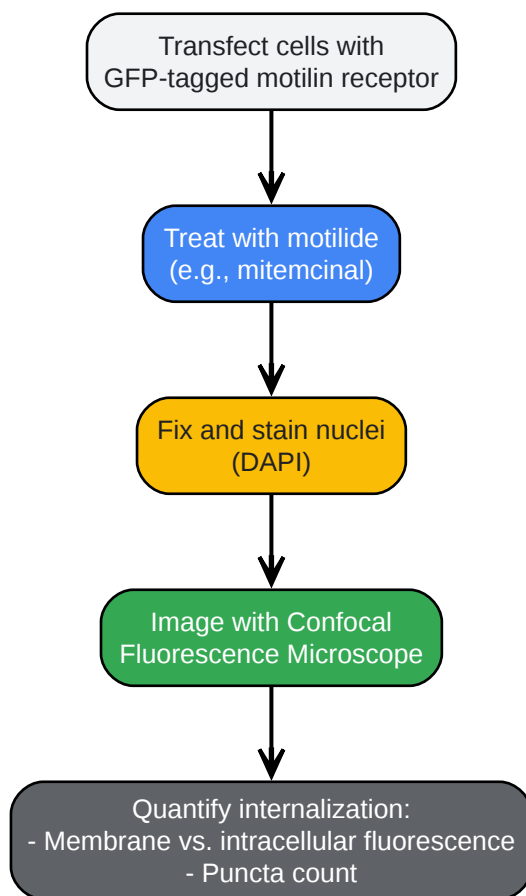 Transfect cells with
GFP-tagged motilin receptor
Treat with motilide
(e.g., mitemcinal)
Fix and stain nuclei
(DAPI)
Image with Confocal
Fluorescence Microscope
Quantify internalization:
- Membrane vs. intracellular fluorescence
- Puncta count